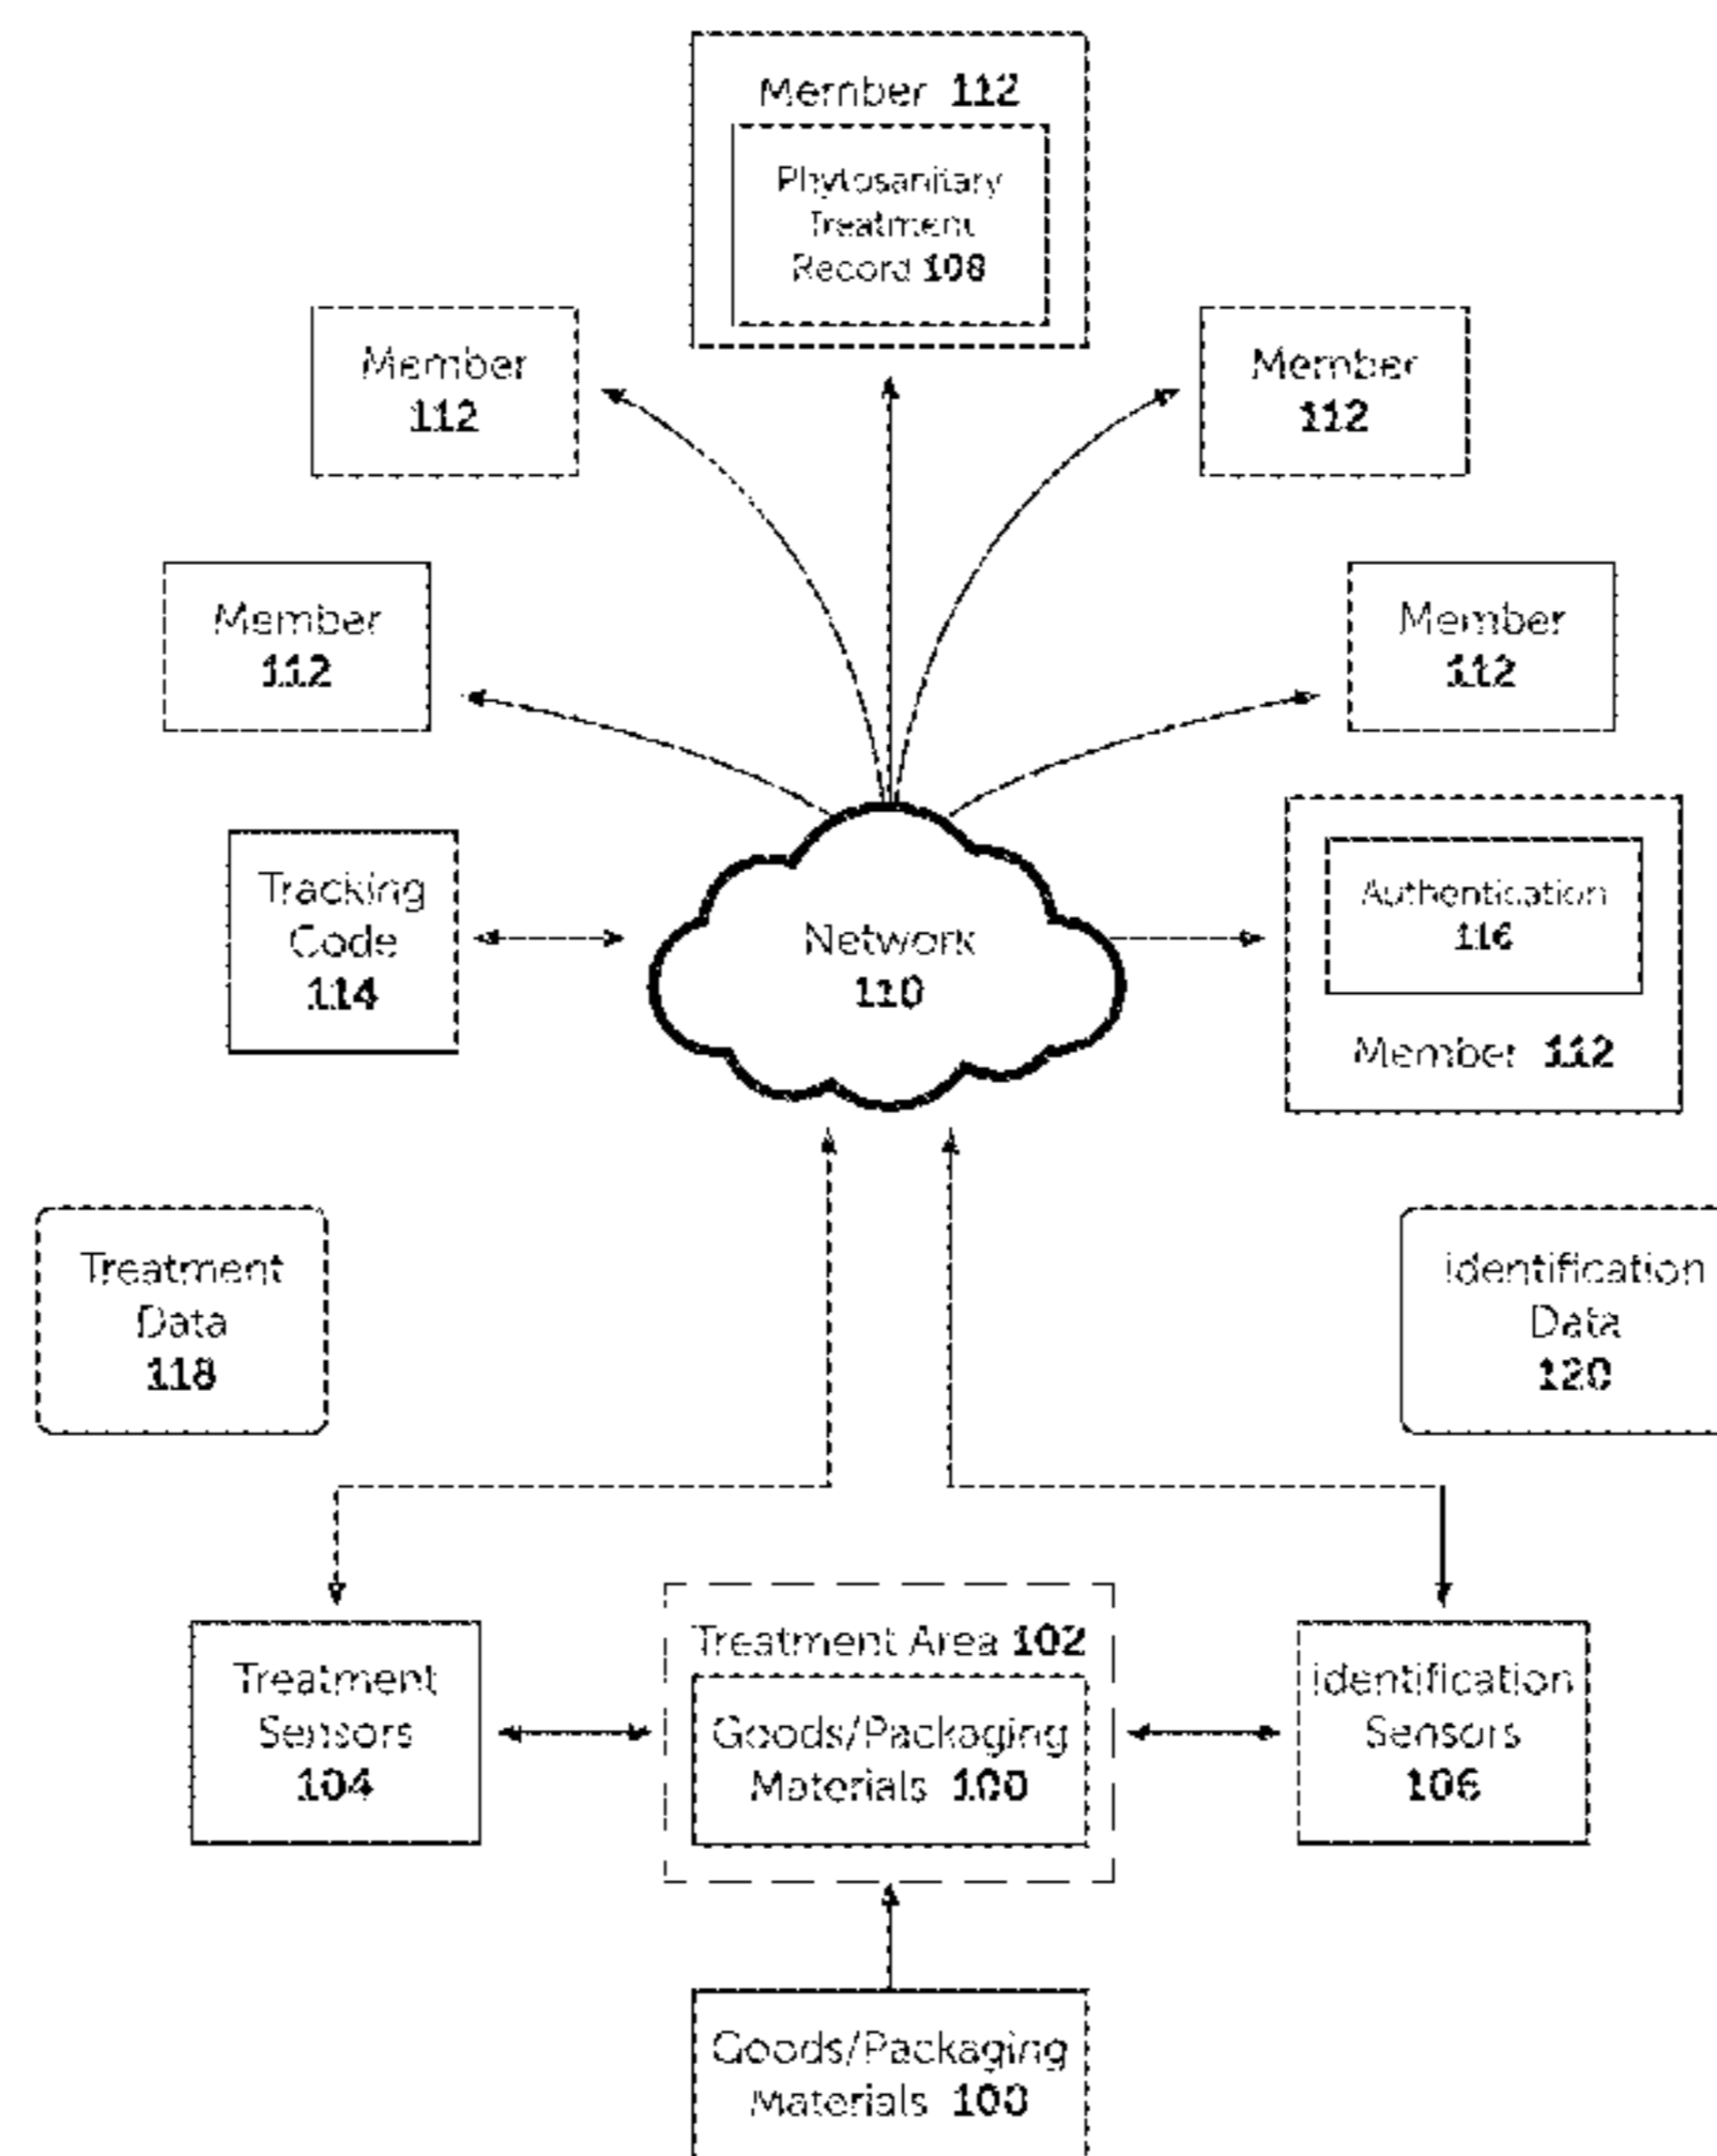 Member 112
Phytosanitary
Treatment
Record 108
Member
112
Member
112
Member
112
Member
112
Tracking
Code
114
Network
110
Authentication
116
Member 112
Treatment
Data
118
Identification
Data
120
Treatment
Sensors
104
Treatment Area 102
Goods/Packaging
Materials 100
Identification
Sensors
106
Goods/Packaging
Materials 100